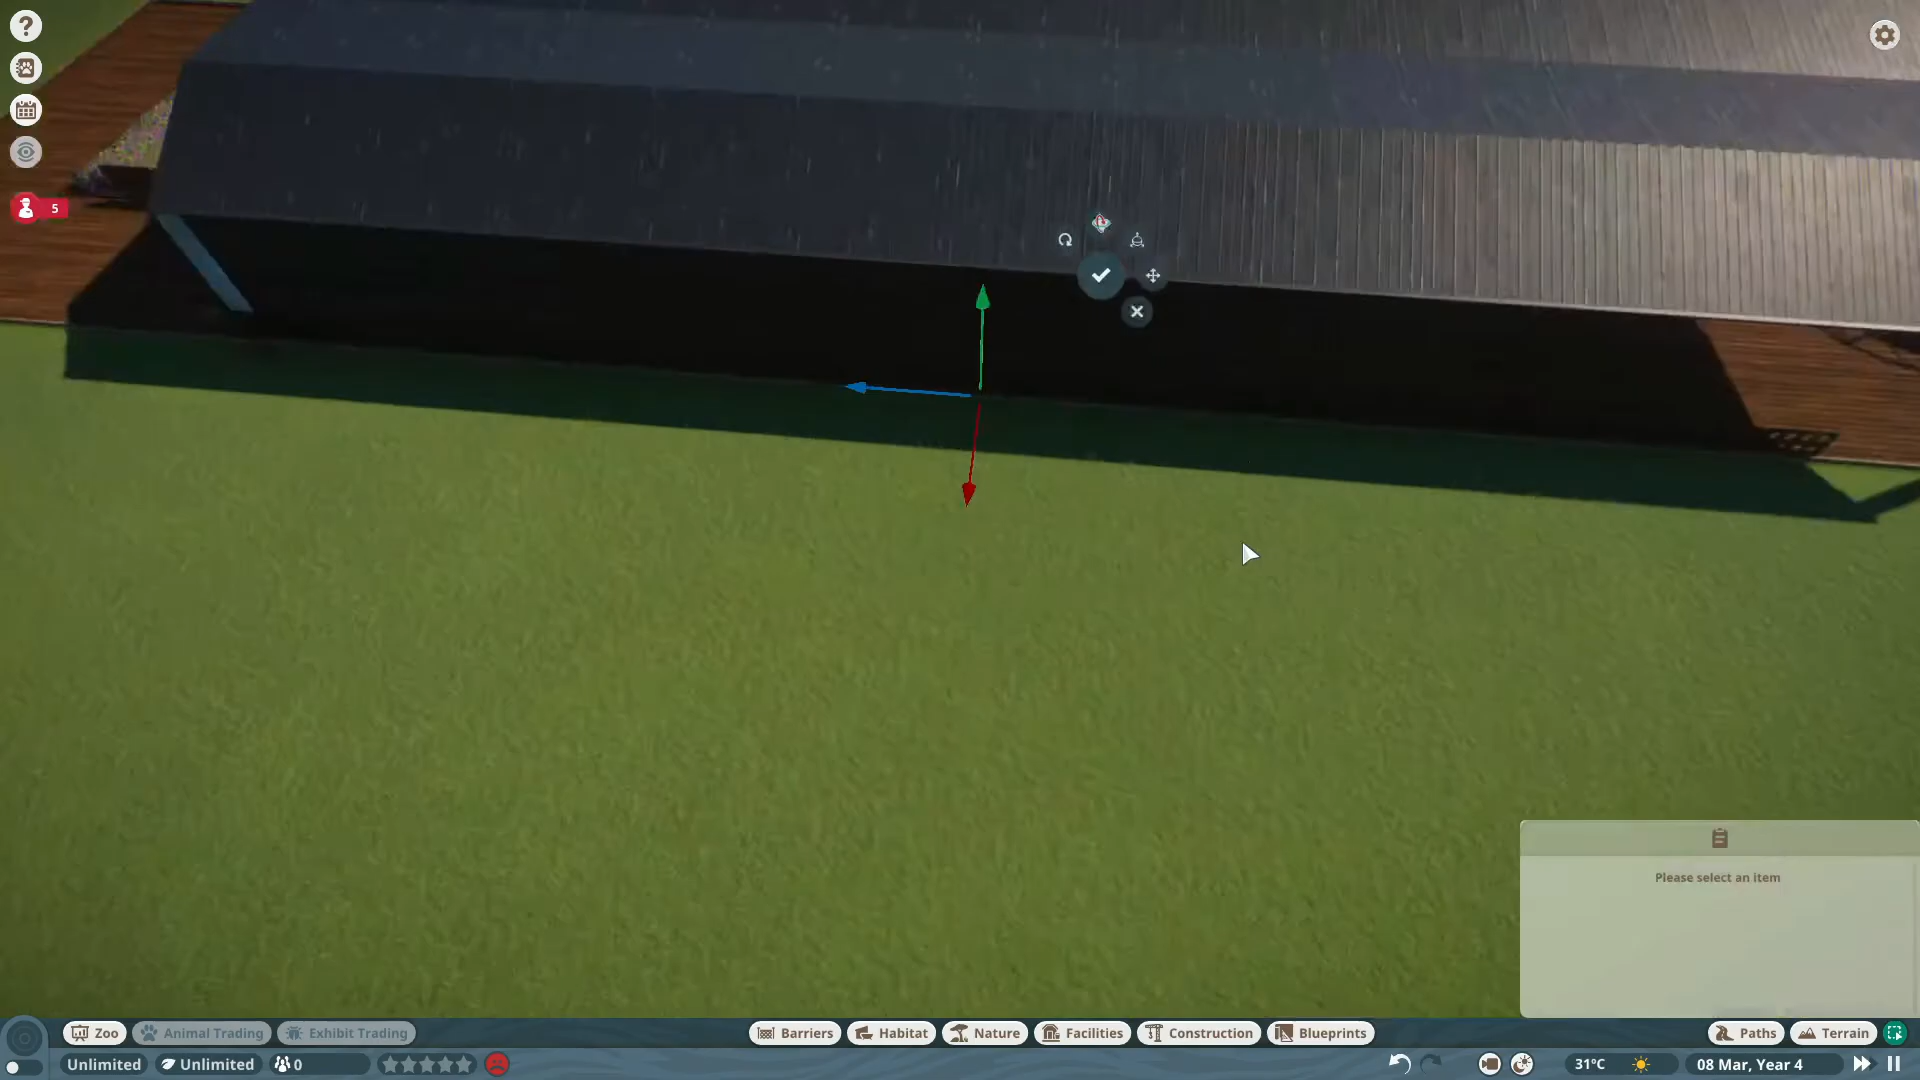 ?
5
Please select an item
Zoo
Animal Trading
Exhibit Trading
Barriers
Habitat
Nature
Facilities
Construction
Blueprints
Paths
Terrain
Unlimited
Unlimited
0
31°C
08 Mar, Year 4